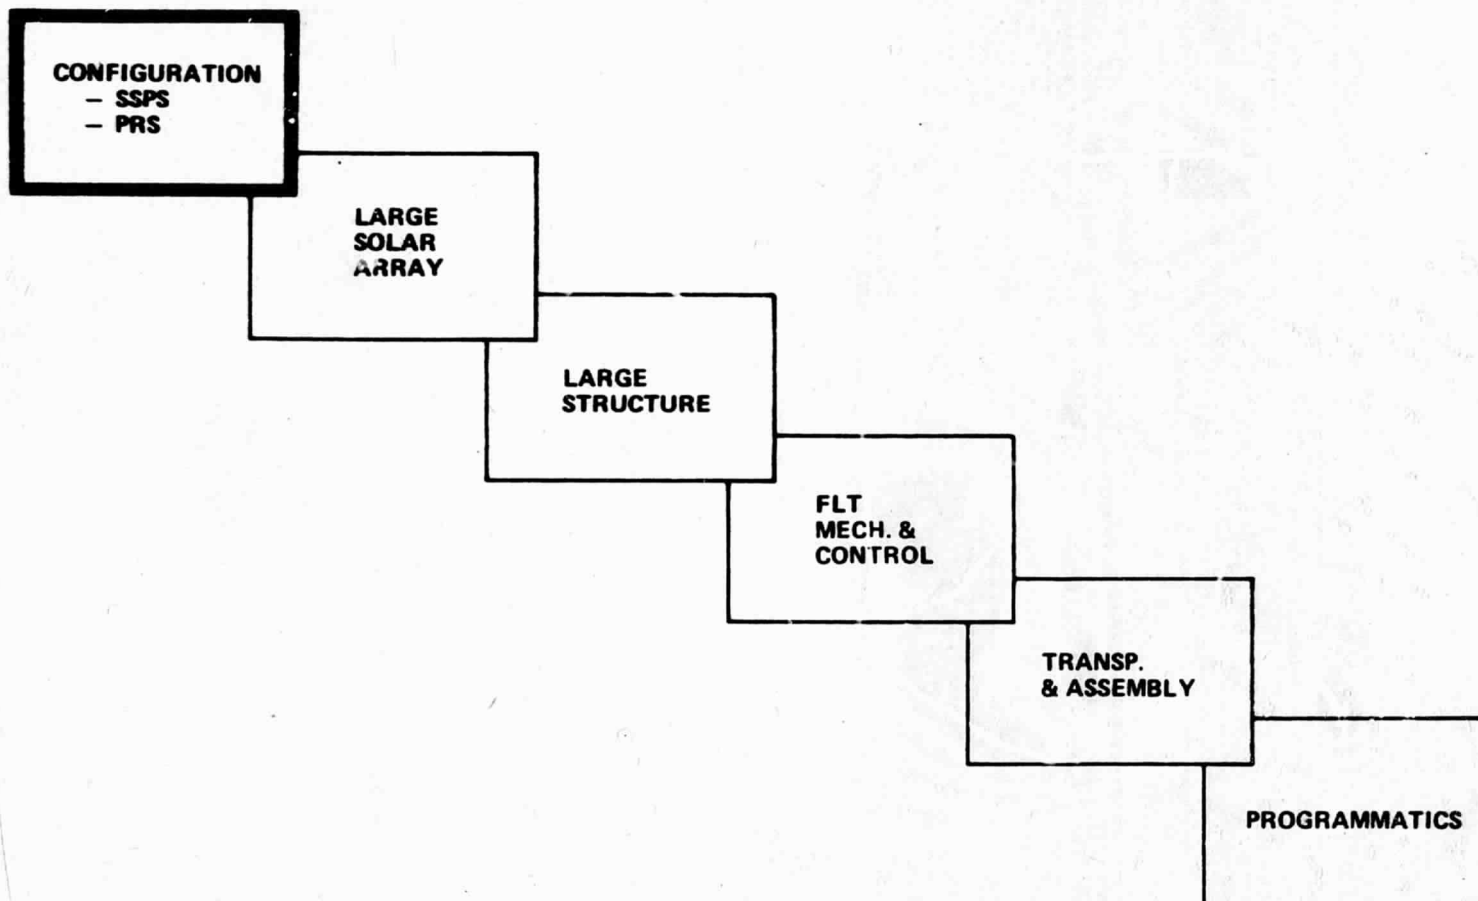 CONFIGURATION
– SSPS
– PRS
LARGE
SOLAR
ARRAY
LARGE
STRUCTURE
FLT
MECH. &
CONTROL
TRANSP.
& ASSEMBLY
PROGRAMMATICS